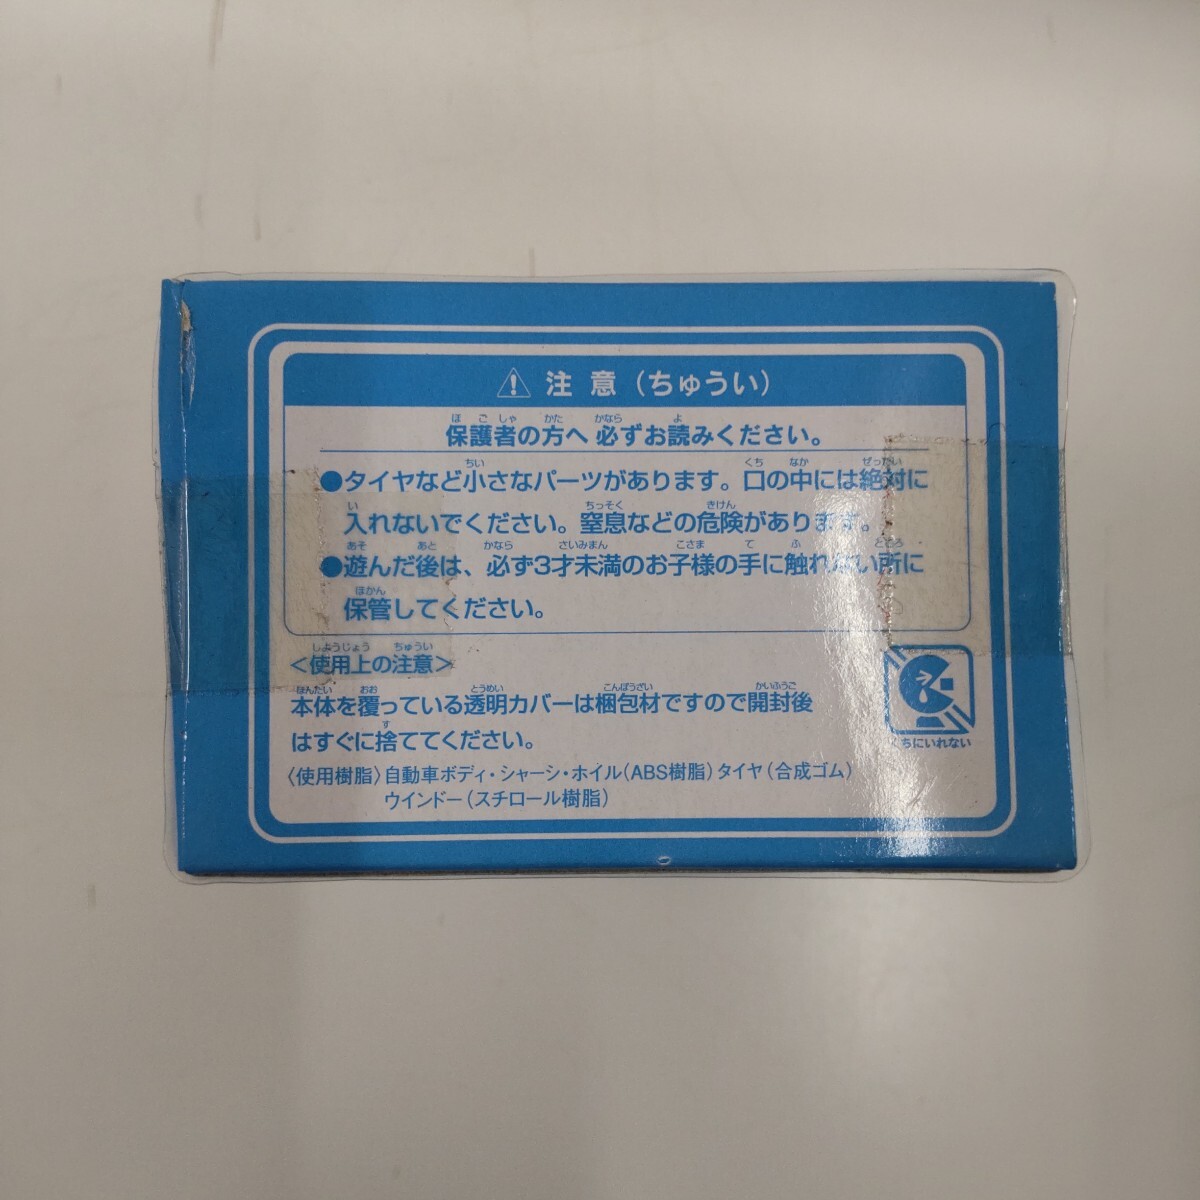 注意(ちゅうい)
保護者の方へ 必ずお読みください。
●タイヤなど小さなパーツがあります。口の中には絶対に
入れないでください。窒息などの危険があります。
●遊んだ後は、必ず3才未満のお子様の手に触れない所に
保管してください。
<使用上の注意>
本体を覆っている透明カバーは梱包材ですので開封後
はすぐに捨ててください。
くちにいれない
〈使用樹脂〉自動車ボディ・シャーシ・ホイル(ABS樹脂)タイヤ(合成ゴム)
ウインドー(スチロール樹脂)